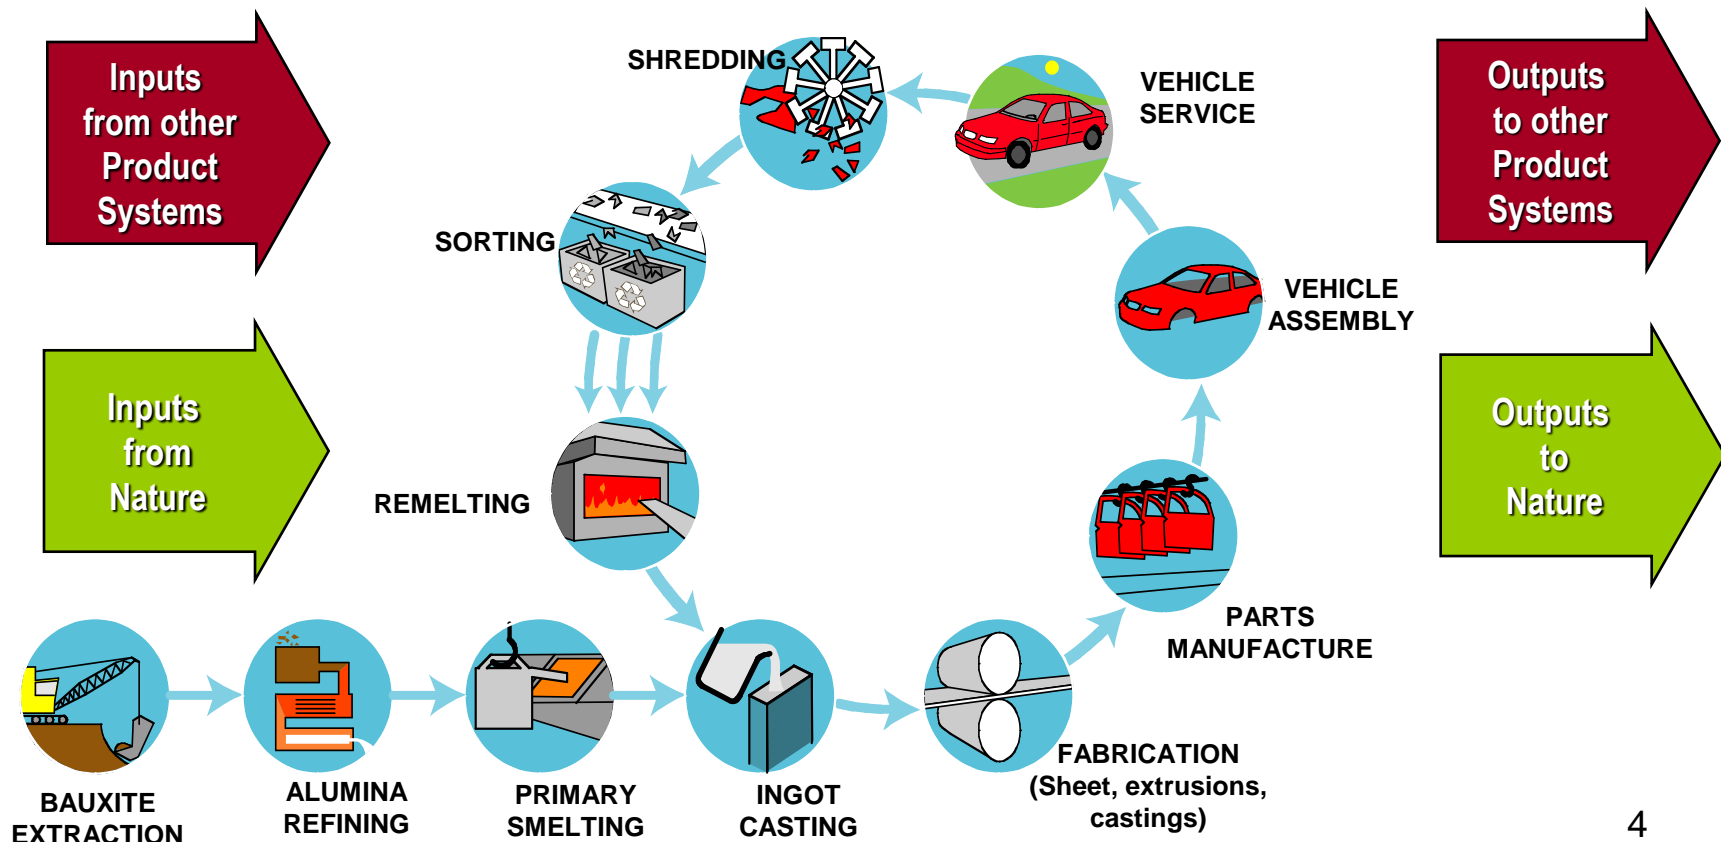 Inputs
from other
Product
Systems
SHREDDING
VEHICLE
SERVICE
Outputs
to other
Product
Systems
SORTING
VEHICLE
ASSEMBLY
Inputs
from
Nature
REMELTING
Outputs
to
Nature
PARTS
MANUFACTURE
BAUXITE
EXTRACTION
ALUMINA
REFINING
PRIMARY
SMELTING
INGOT
CASTING
FABRICATION
(Sheet, extrusions,
castings)
4